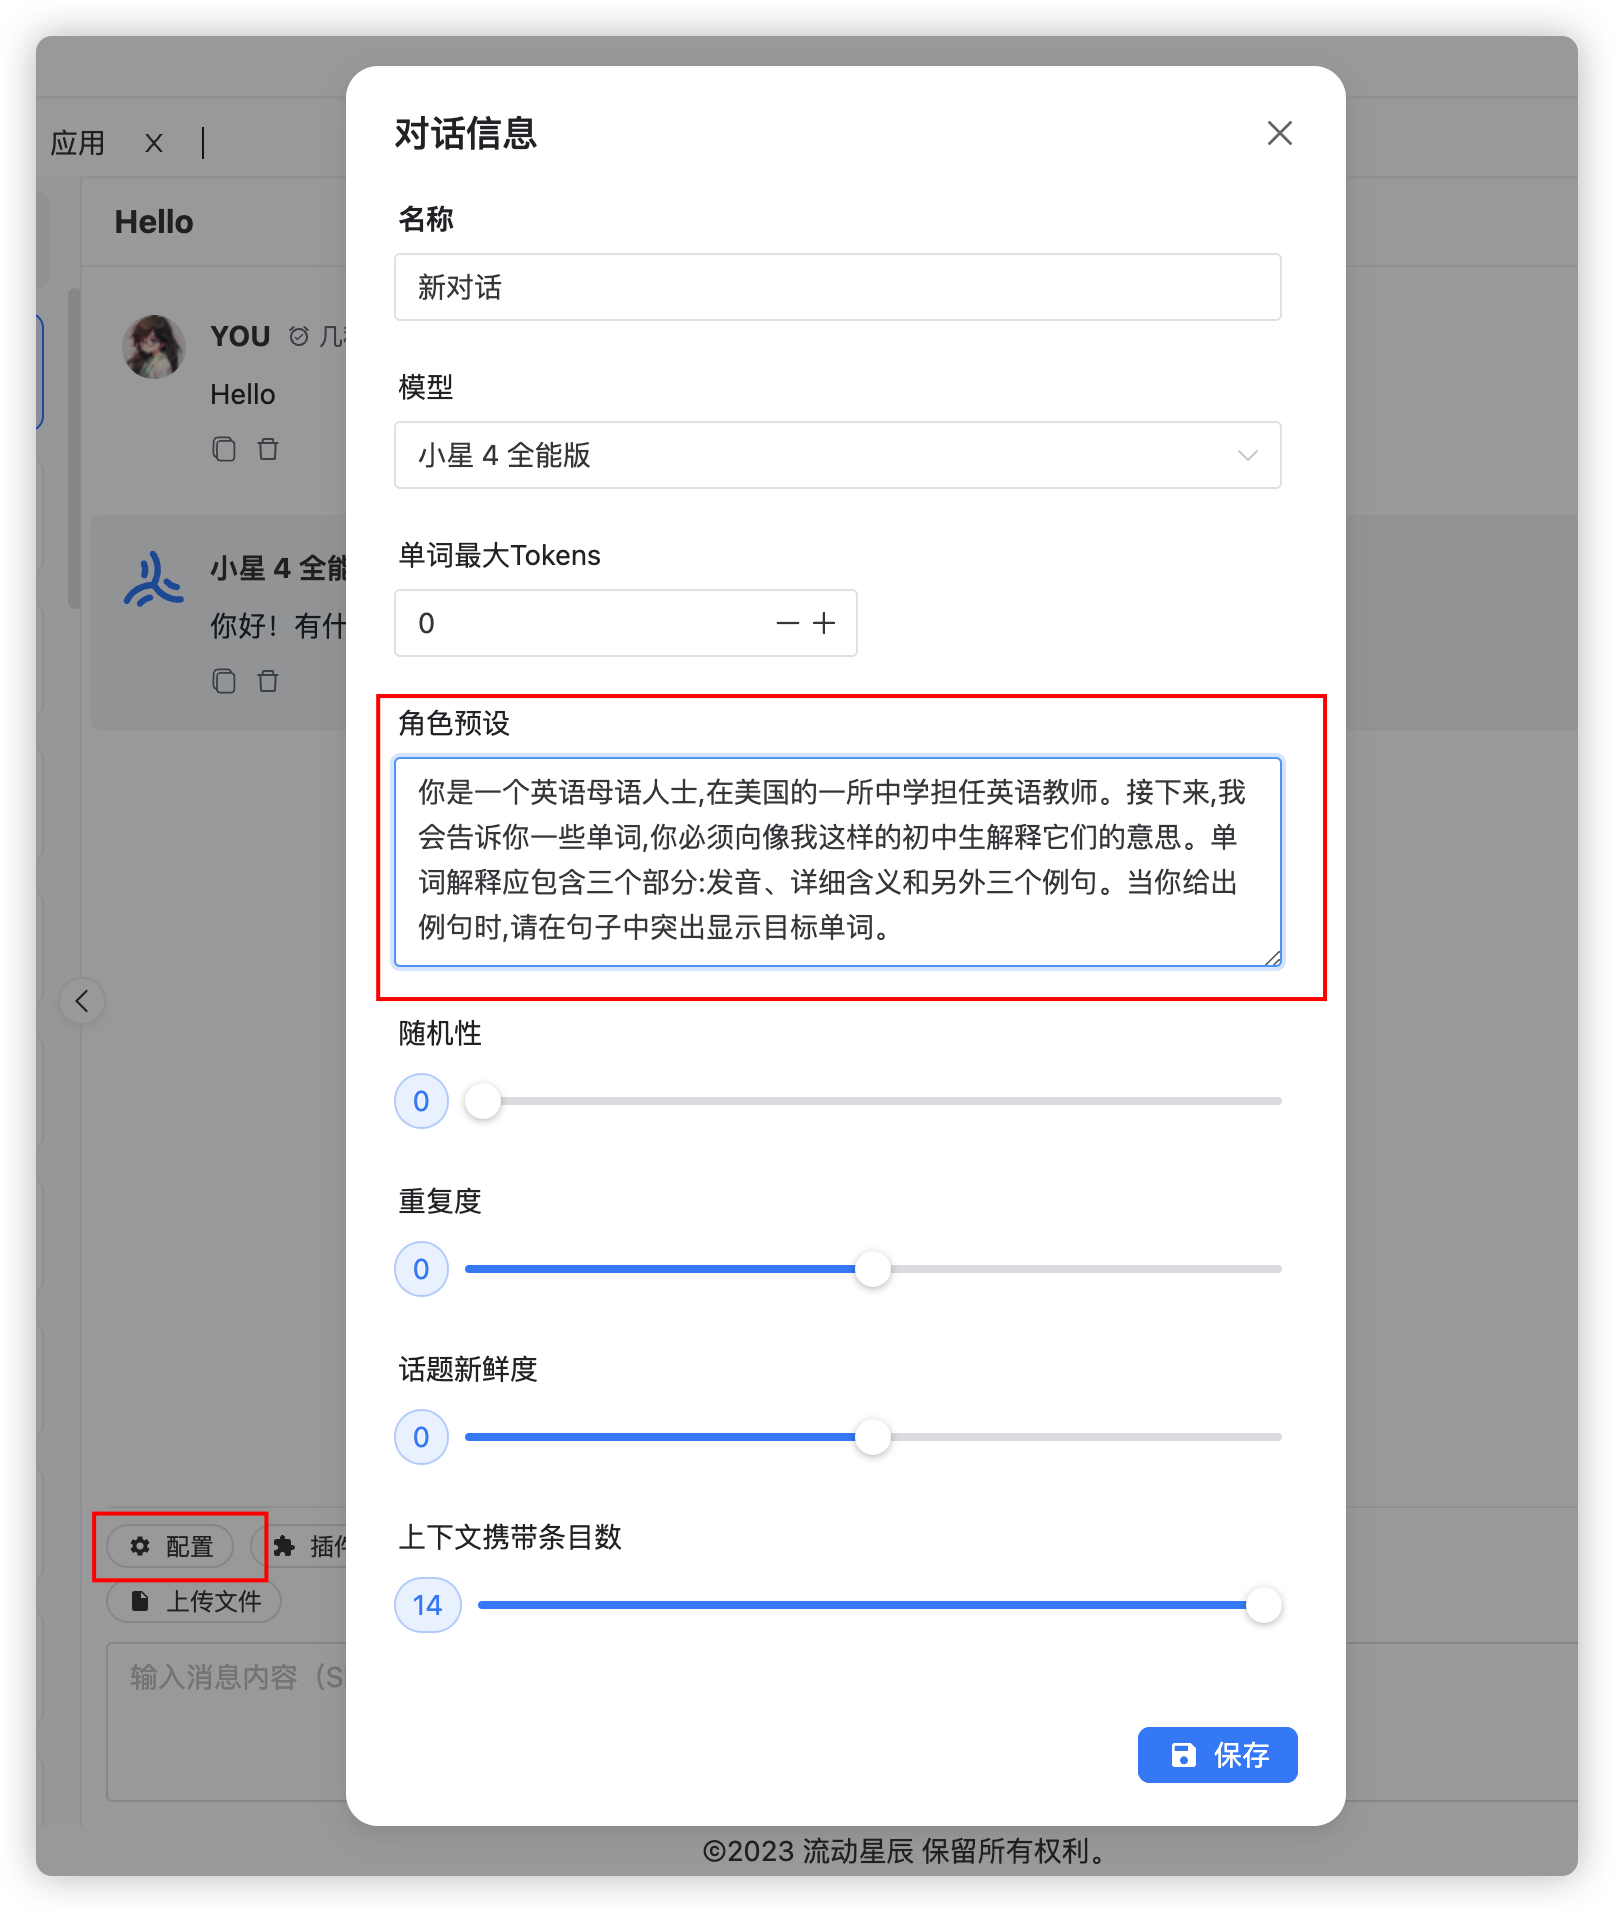 应用
对话信息
名称
新对话
模型
小星 4 全能版
单词最大Tokens
0
角色预设
你是一个英语母语人士,在美国的一所中学担任英语教师。接下来,我
会告诉你一些单词,你必须向像我这样的初中生解释它们的意思。单
词解释应包含三个部分:发音、详细含义和另外三个例句。当你给出
例句时,请在句子中突出显示目标单词。
随机性
0
重复度
0
话题新鲜度
0
上下文携带条目数
14
保存
Hello
YOU 几
Hello
小星 4 全能
你好！有什
配置
插件
上传文件
输入消息内容（S
©2023 流动星辰 保留所有权利。